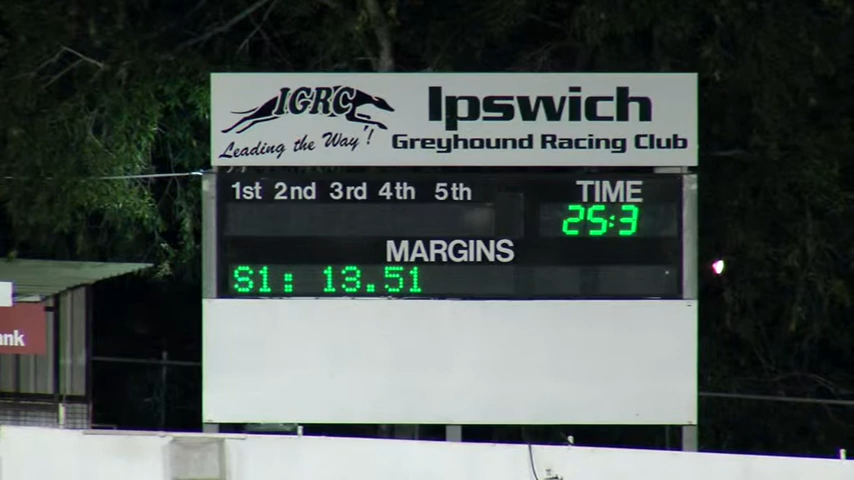 IGRC
Leading the Way'!
Ipswich
Greyhound Racing Club
1st 2nd 3rd 4th 5th
TIME
25:3
MARGINS
S1: 13.51
nk